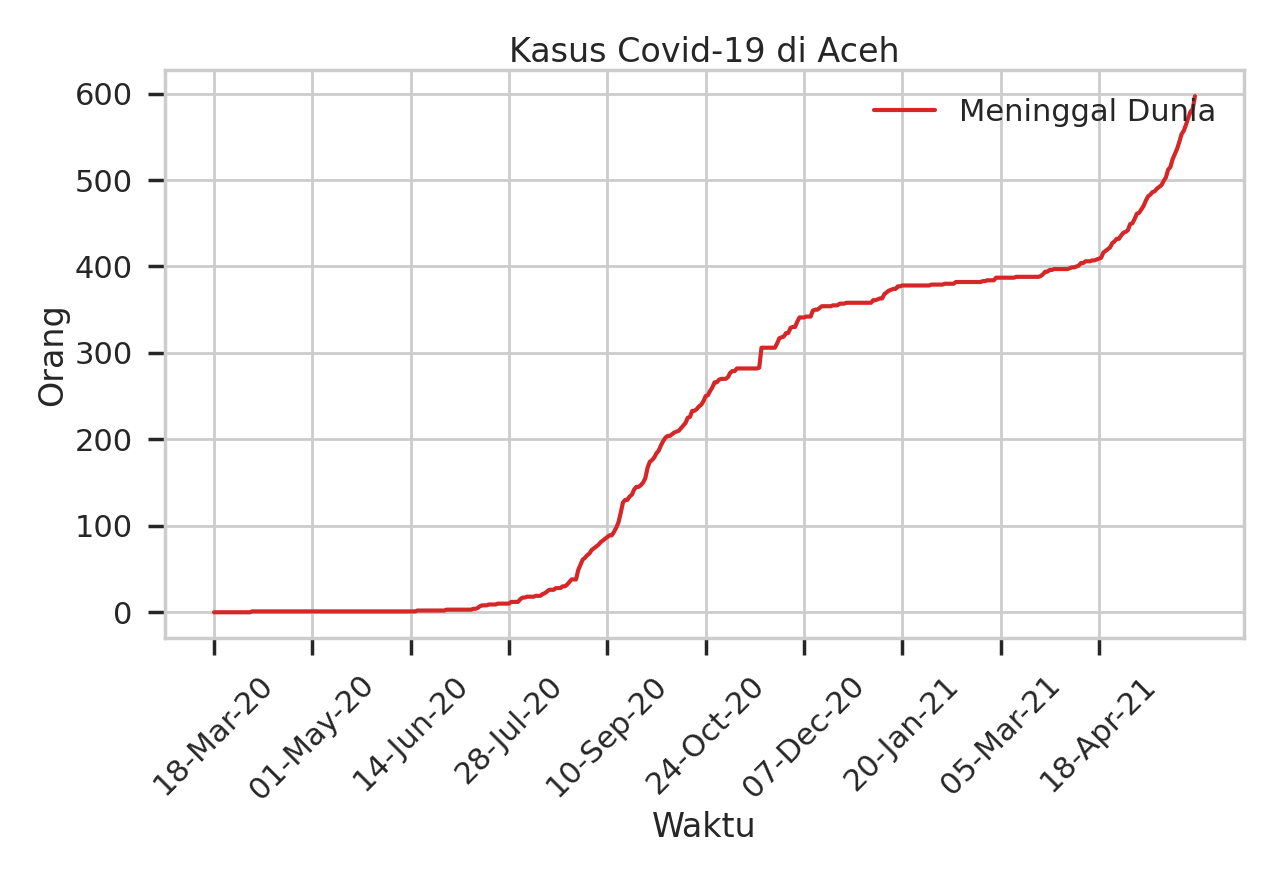 Kasus Covid-19 di Aceh
Meninggal Dunia
600
500
400
300
200
100
0
Orang
18-Mar-20
01-May-20
14-Jun-20
28-Jul-20
10-Sep-20
24-Oct-20
07-Dec-20
20-Jan-21
05-Mar-21
18-Apr-21
Waktu